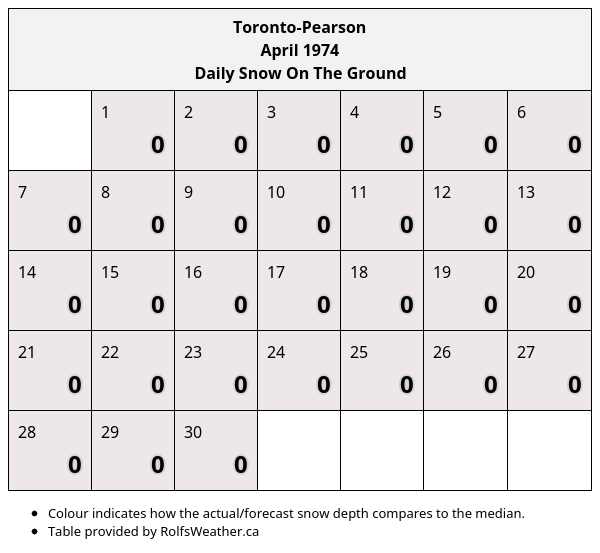 Toronto-Pearson
April 1974
Daily Snow On The Ground
1 2 3 4 5 6
0 0 0 0 0 0
7 8 9 10 11 12 13
0 0 0 0 0 0 0
14 15 16 17 18 19 20
0 0 0 0 0 0 0
21 22 23 24 25 26 27
0 0 0 0 0 0 0
28 29 30
0 0 0
• Colour indicates how the actual/forecast snow depth compares to the median.
• Table provided by RolfsWeather.ca